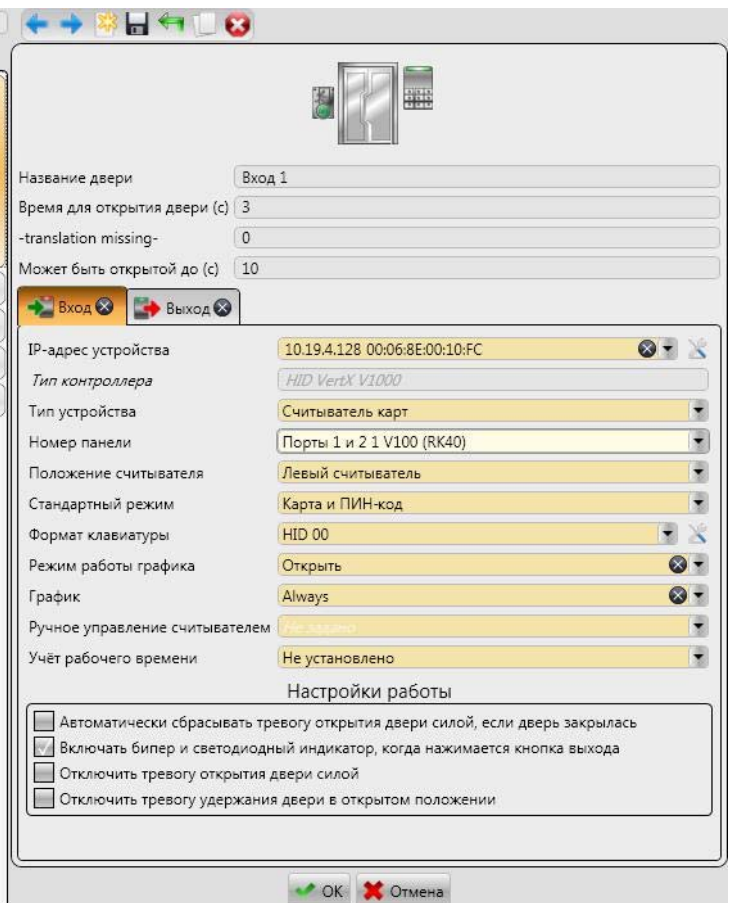 Название двери Вход 1
Время для открытия двери (с) 3
-translation missing- 0
Может быть открытой до (с) 10
Вход Выход
IP-адрес устройства 10.19.4.128 00:06:8E:00:10:FC
Тип контроллера HID VertX V1000
Тип устройства Считыватель карт
Номер панели Порты 1 и 2 1 V100 (RK40)
Положение считывателя Левый считыватель
Стандартный режим Карта и ПИН-код
Формат клавиатуры HID 00
Режим работы графика Открыть
График Always
Ручное управление считывателем Не задано
Учёт рабочего времени Не установлено
Настройки работы
Автоматически сбрасывать тревогу открытия двери силой, если дверь закрылась
Включать бипер и светодиодный индикатор, когда нажимается кнопка выхода
Отключить тревогу открытия двери силой
Отключить тревогу удержания двери в открытом положении
OK Отмена